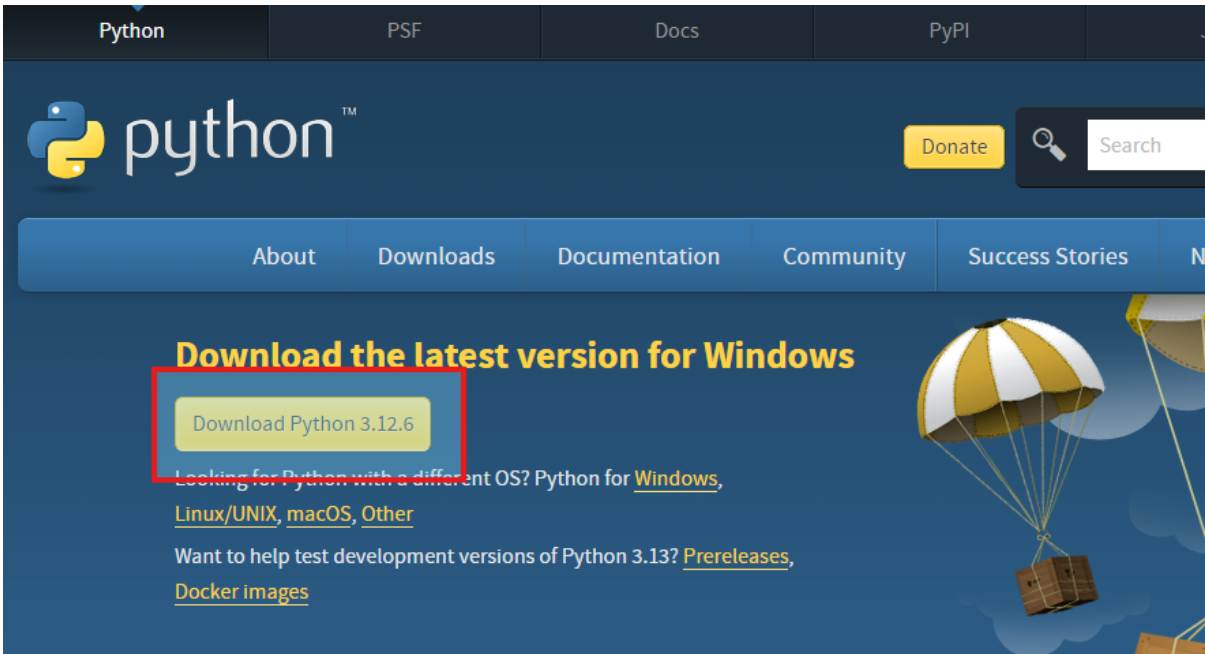 Python PSF Docs PyPI
python™
Donate Search
About Downloads Documentation Community Success Stories
Download the latest version for Windows
Download Python 3.12.6
Looking for Python with a different OS? Python for Windows,
Linux/UNIX, macOS, Other
Want to help test development versions of Python 3.13? Prereleases,
Docker images